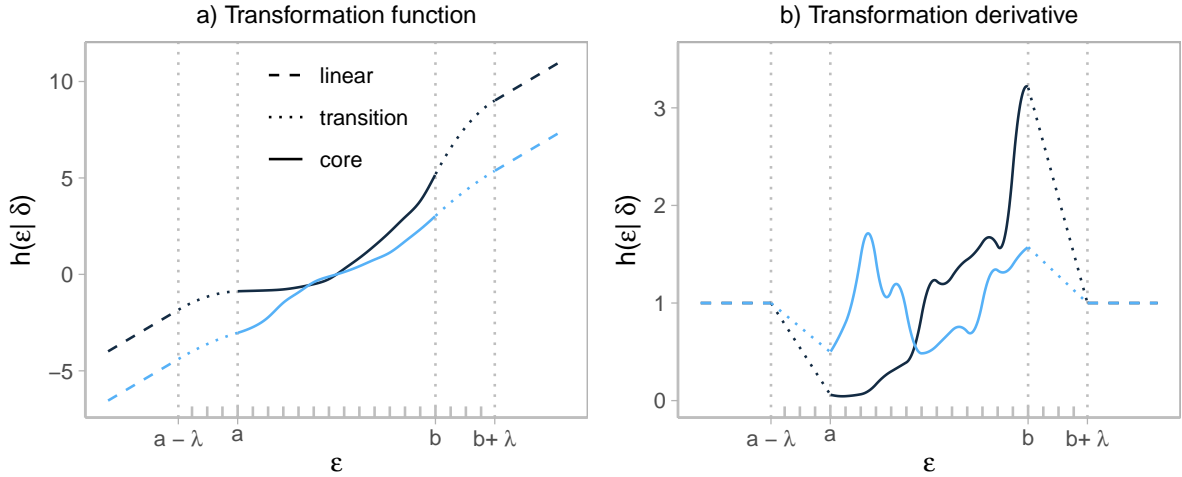 a) Transformation function
10
5
0
−5
h(ε| δ)
linear
transition
core
a − λ
a
b
b+ λ
ε
b) Transformation derivative
3
2
1
0
h(ε| δ)
a − λ
a
b
b+ λ
ε